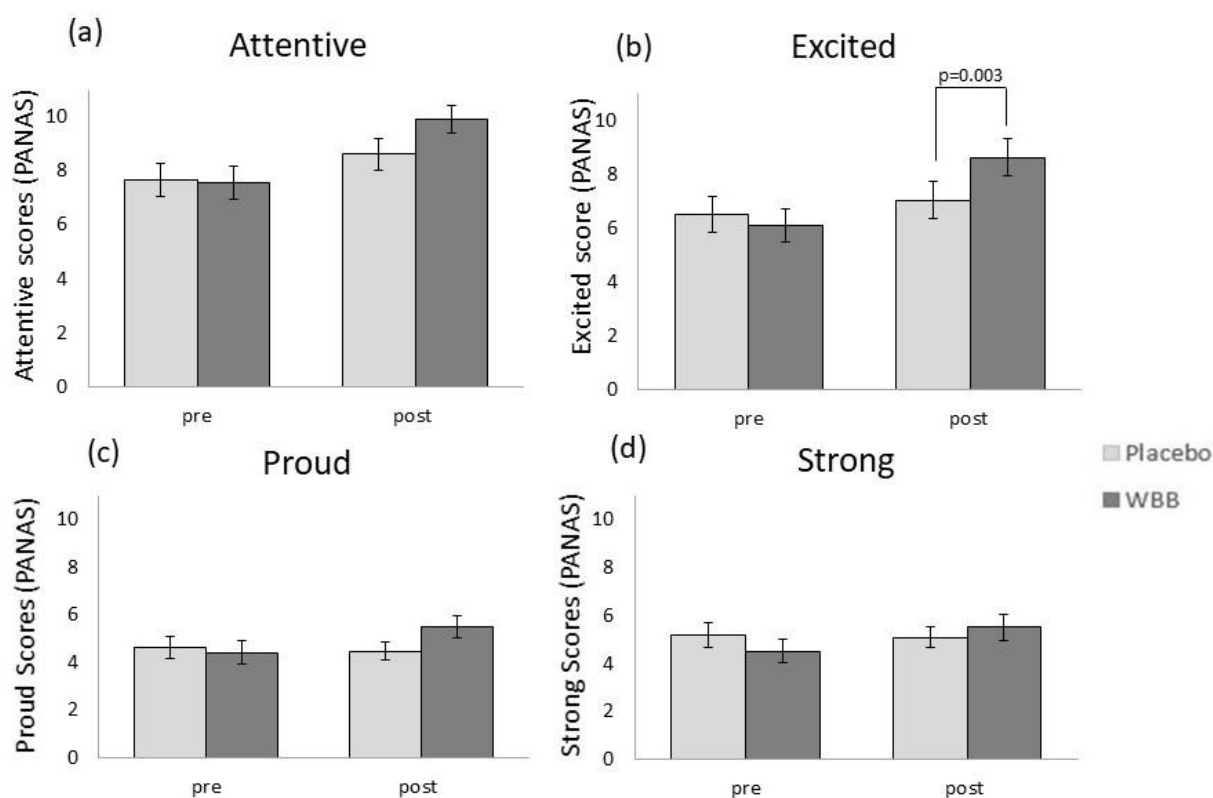 (a)
Attentive
Attentive scores (PANAS)
10
8
6
4
2
0
pre
post
(b)
Excited
p=0.003
Excited score (PANAS)
10
8
6
4
2
0
pre
post
(c)
Proud
Proud Scores (PANAS)
10
8
6
4
2
0
pre
post
(d)
Strong
Strong Scores (PANAS)
10
8
6
4
2
0
pre
post
Placebo
WBB